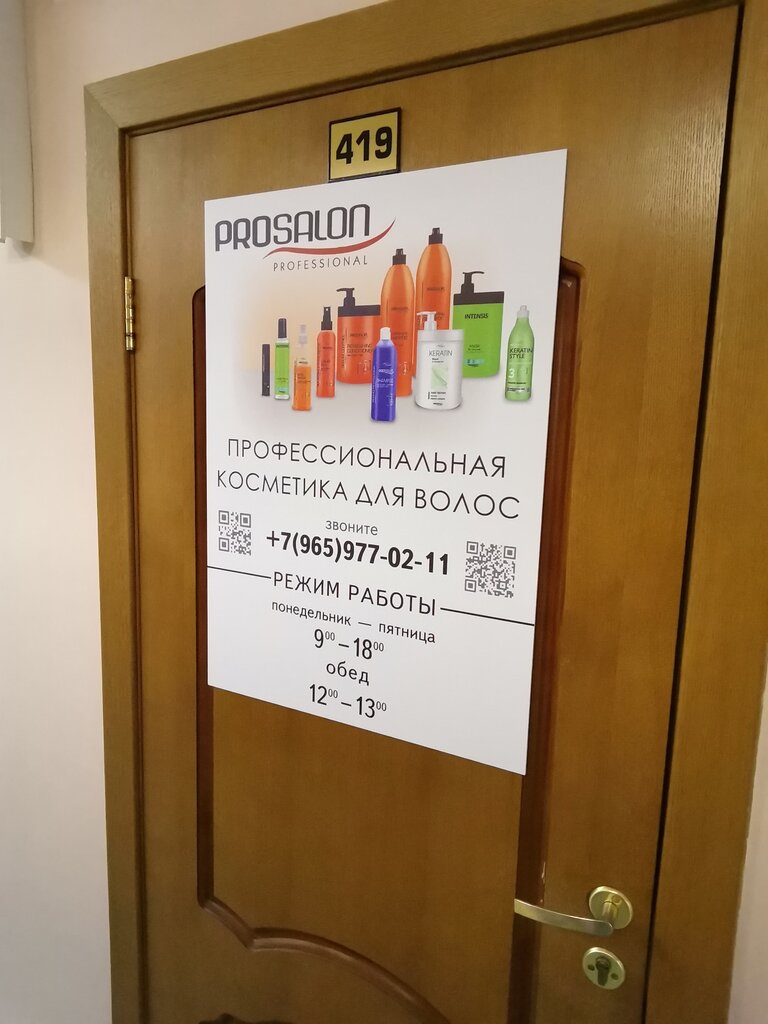 419
PROSALON
PROFESSIONAL
INTENSIS
KERATIN
KERATIN
STYLE
3
ПРОФЕССИОНАЛЬНАЯ
КОСМЕТИКА ДЛЯ ВОЛОС
звоните
+7(965)977-02-11
РЕЖИМ РАБОТЫ
понедельник — пятница
9⁰⁰ – 18⁰⁰
обед
12⁰⁰ – 13⁰⁰